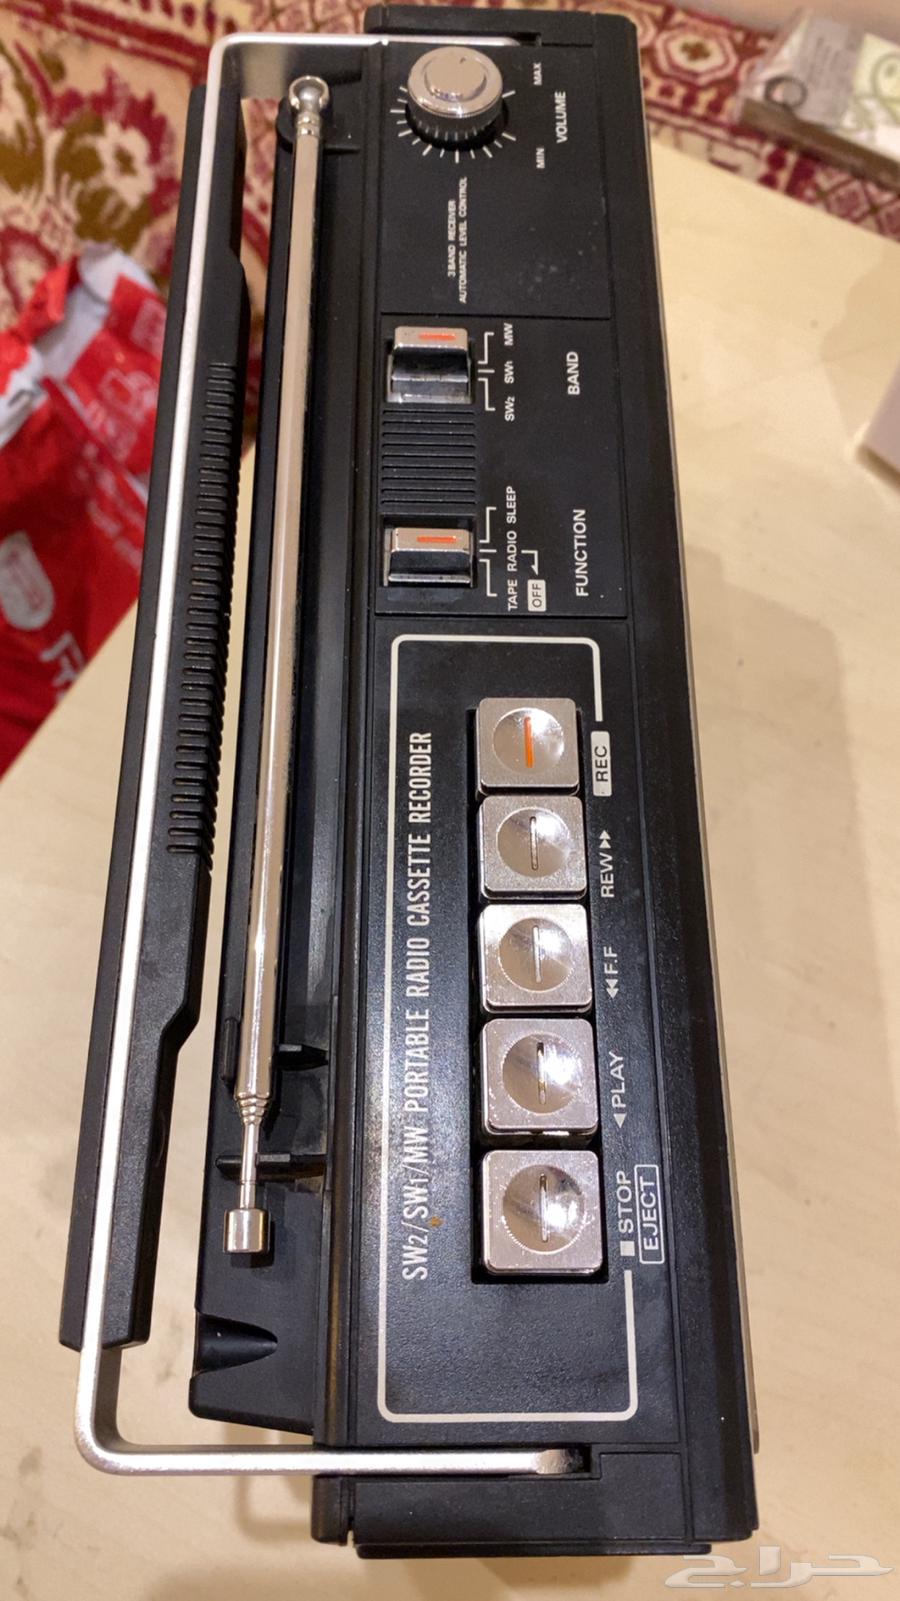 SW2/SW1/MW PORTABLE RADIO CASSETTE RECORDER
■ STOP
EJECT
◀PLAY
◀◀F.F
REW▶▶
• REC
TAPE RADIO SLEEP
OFF
FUNCTION
SW2 SW1 MW
BAND
3 BAND RECEIVER
AUTOMATIC LEVEL CONTROL
MIN MAX
VOLUME
حراج